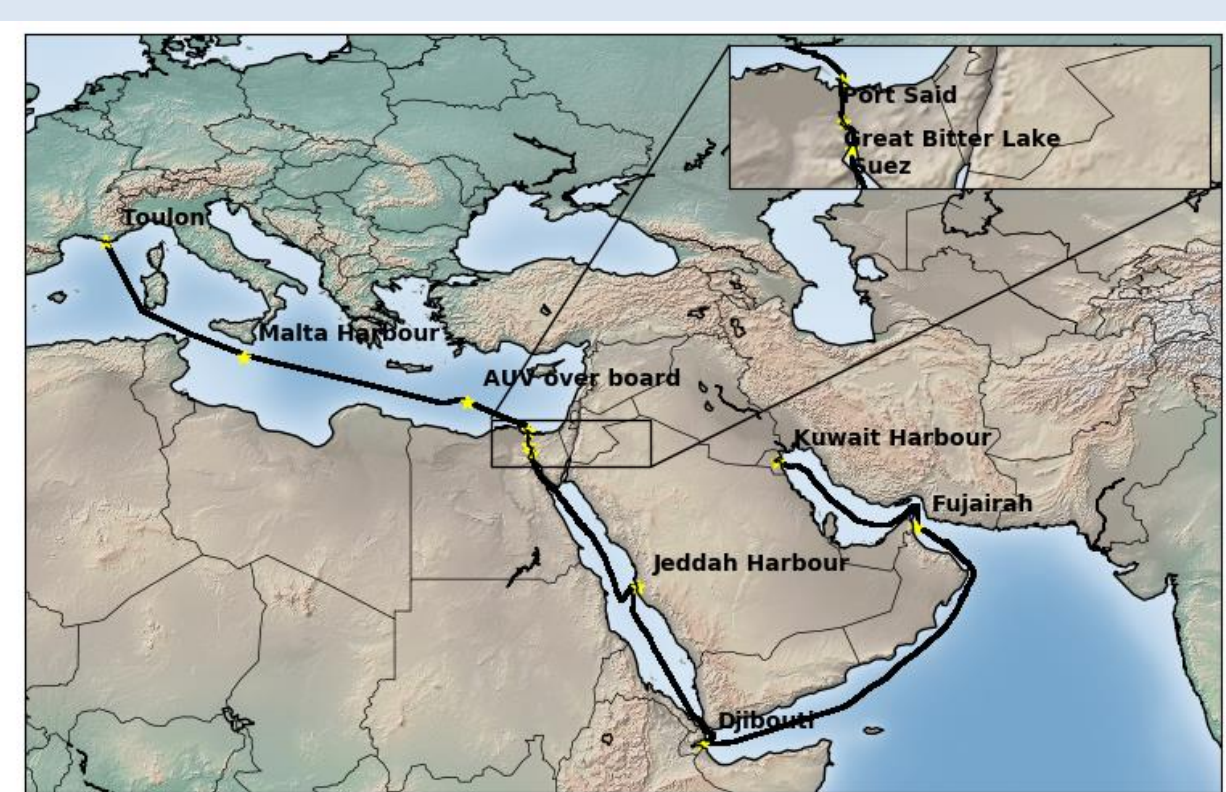 Port Said
Great Bitter Lake
Suez
Toulon
Malta Harbour
AUV over board
Kuwait Harbour
Fujairah
Jeddah Harbour
Djibouti